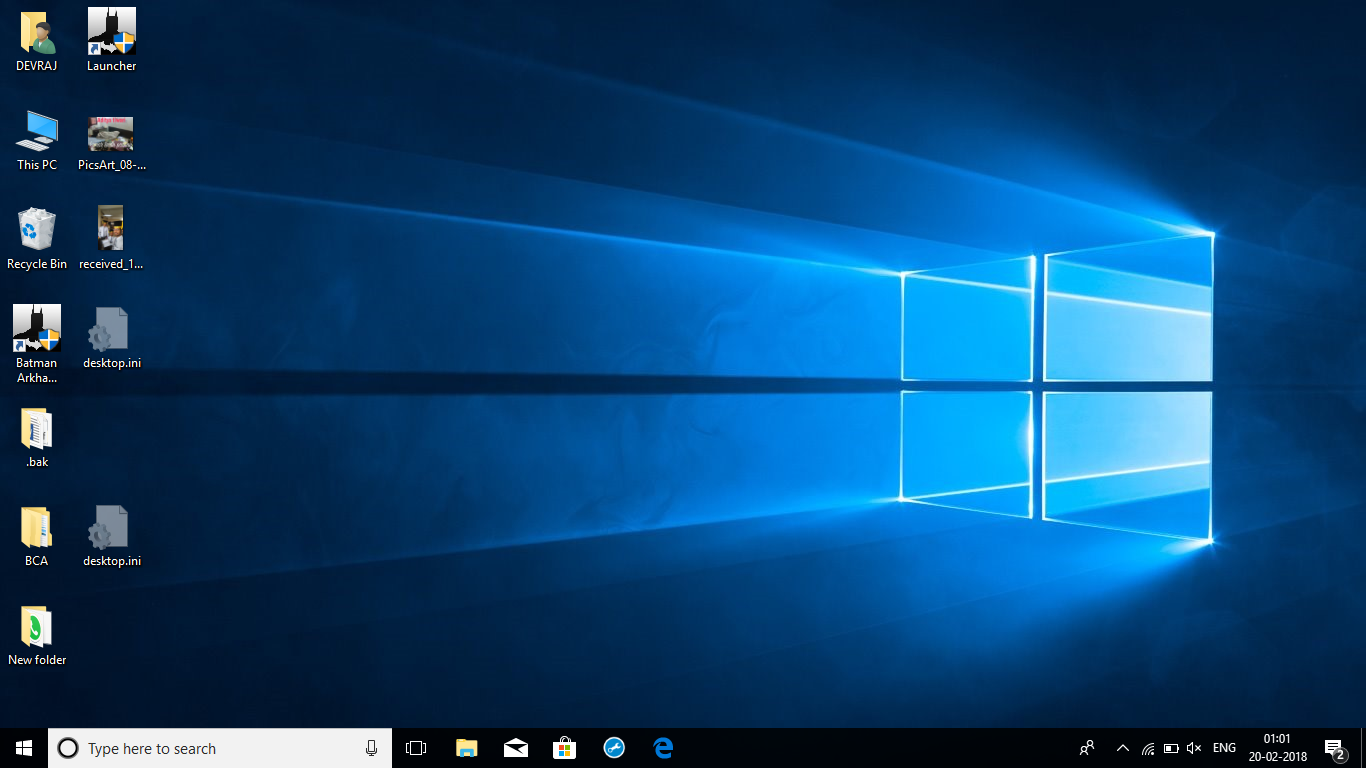 DEVRAJ
Launcher
This PC
PicsArt_08-...
Recycle Bin
received_1...
Batman
Arkha...
desktop.ini
.bak
BCA
desktop.ini
New folder
Type here to search
ENG
01:01
20-02-2018
2